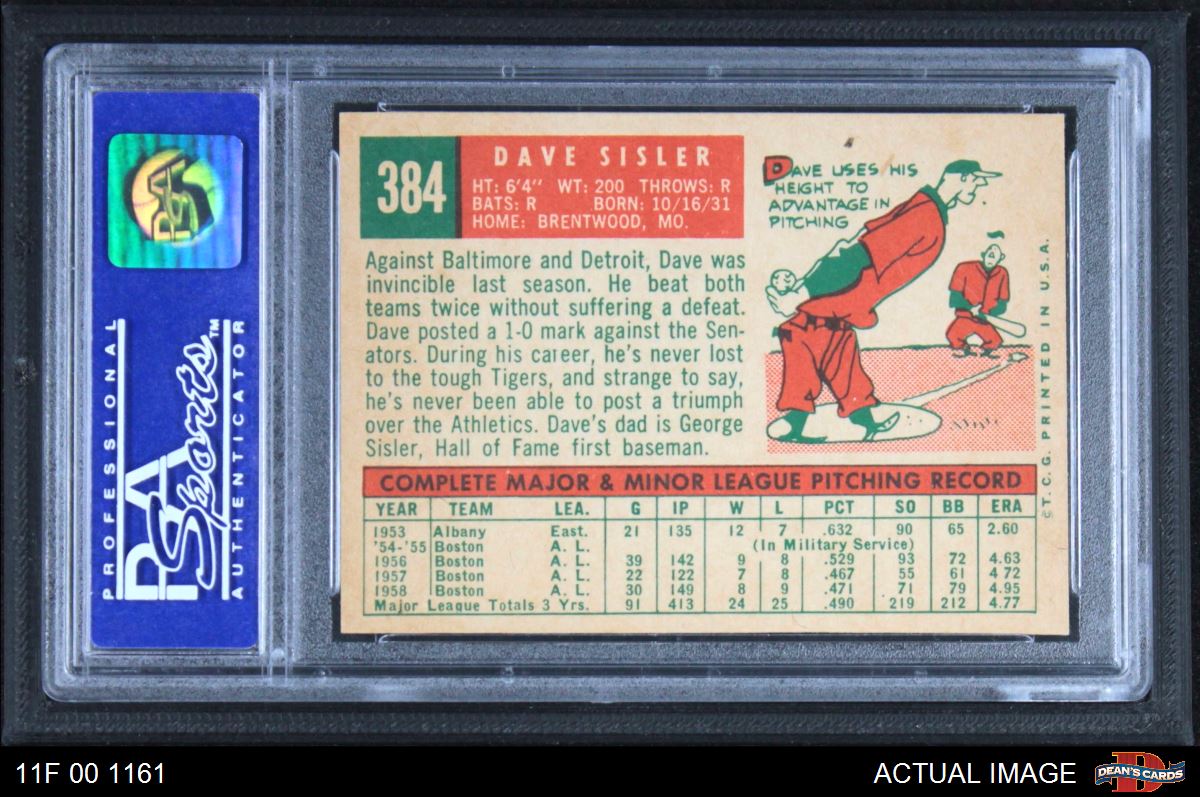 PROFESSIONAL
PSA
Sports™
AUTHENTICATOR
PSA
384
DAVE SISLER
HT: 6'4" WT: 200 THROWS: R
BATS: R BORN: 10/16/31
HOME: BRENTWOOD, MO.
Against Baltimore and Detroit, Dave was
invincible last season. He beat both
teams twice without suffering a defeat.
Dave posted a 1-0 mark against the Sen-
ators. During his career, he's never lost
to the tough Tigers, and strange to say,
he's never been able to post a triumph
over the Athletics. Dave's dad is George
Sisler, Hall of Fame first baseman.
DAVE USES HIS
HEIGHT TO
ADVANTAGE IN
PITCHING
©T.C.G. PRINTED IN U.S.A.
COMPLETE MAJOR & MINOR LEAGUE PITCHING RECORD
YEAR TEAM LEA. G IP W L PCT SO BB ERA
1953 Albany East. 21 135 12 7 .632 90 65 2.60
'54-'55 Boston A. L. (In Military Service)
1956 Boston A. L. 39 142 9 8 .529 93 72 4.63
1957 Boston A. L. 22 122 7 8 .467 55 61 4.72
1958 Boston A. L. 30 149 8 9 .471 71 79 4.95
Major League Totals 3 Yrs. 91 413 24 25 .490 219 212 4.77
11F 00 1161
ACTUAL IMAGE
D
DEAN'S CARDS